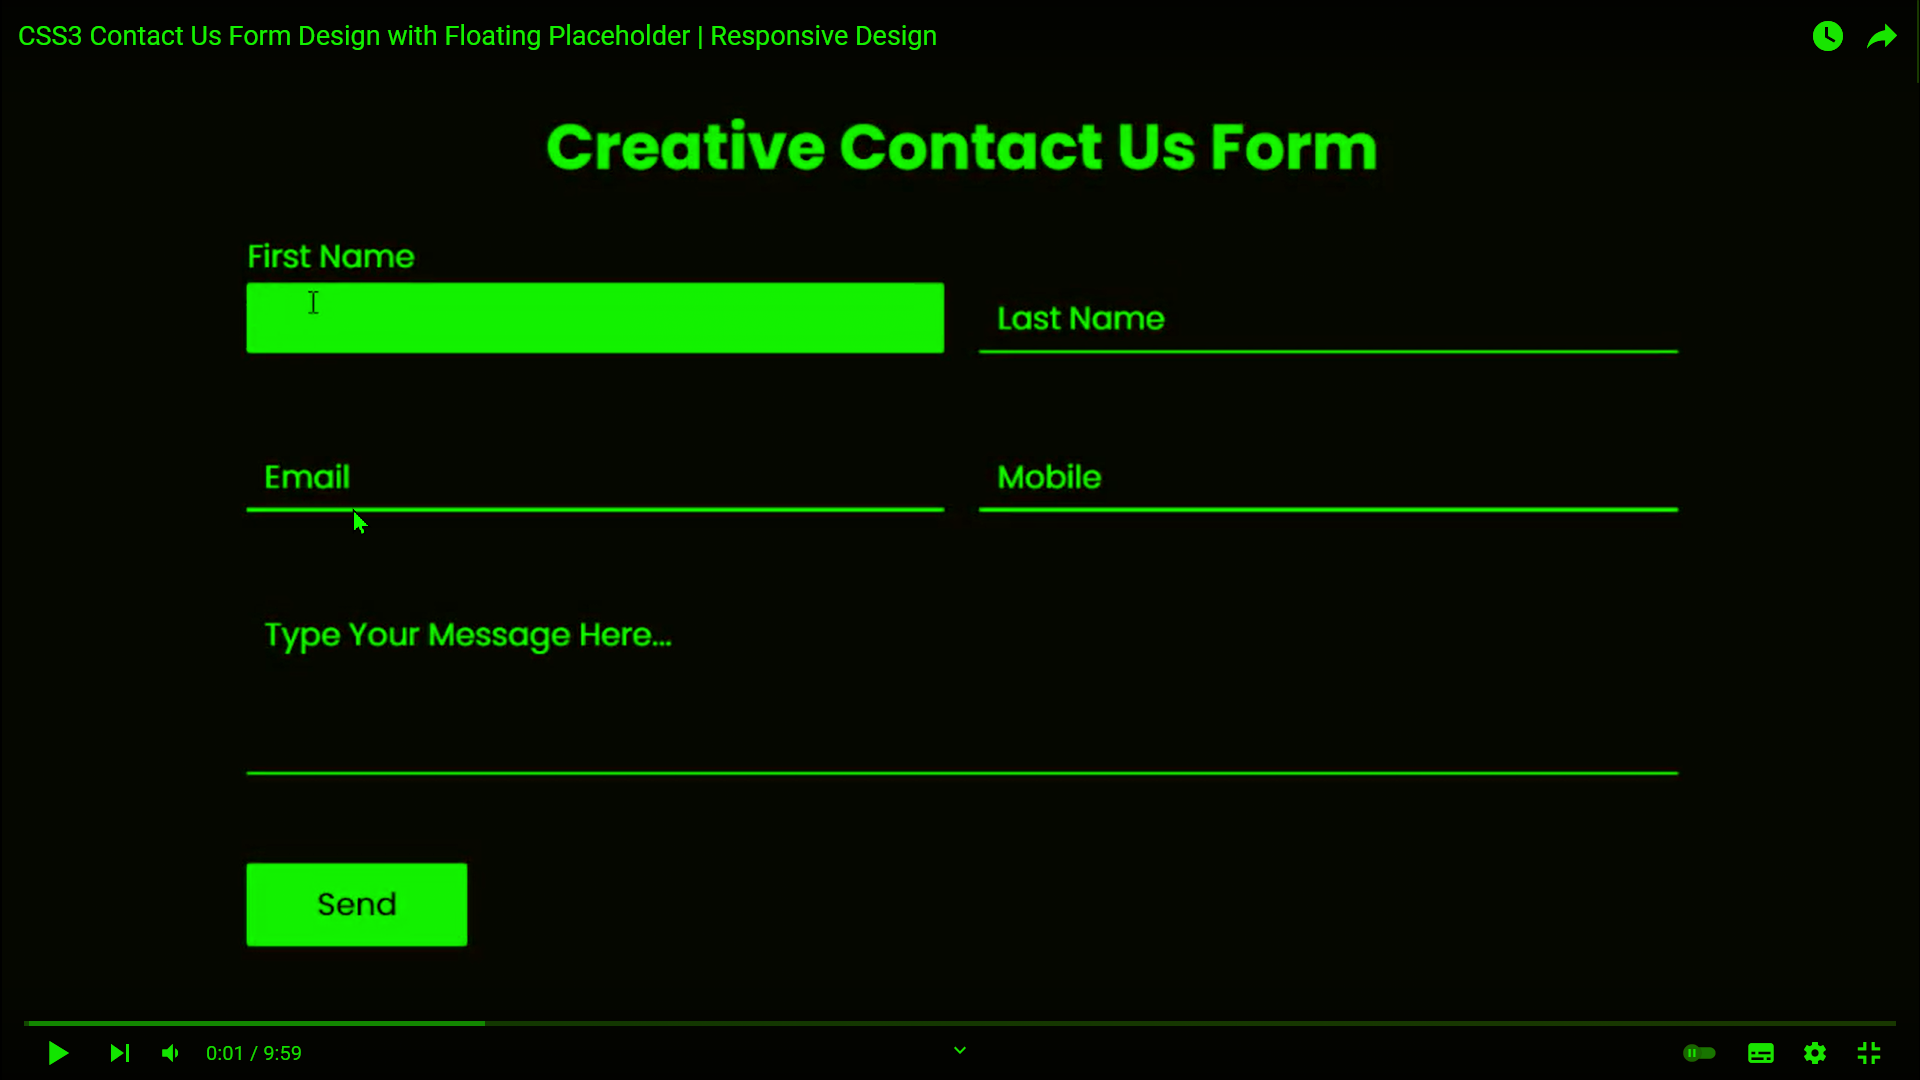 CSS3 Contact Us Form Design with Floating Placeholder | Responsive Design
Creative Contact Us Form
First Name
Last Name
Email
Mobile
Type Your Message Here...
Send
0:01 / 9:59